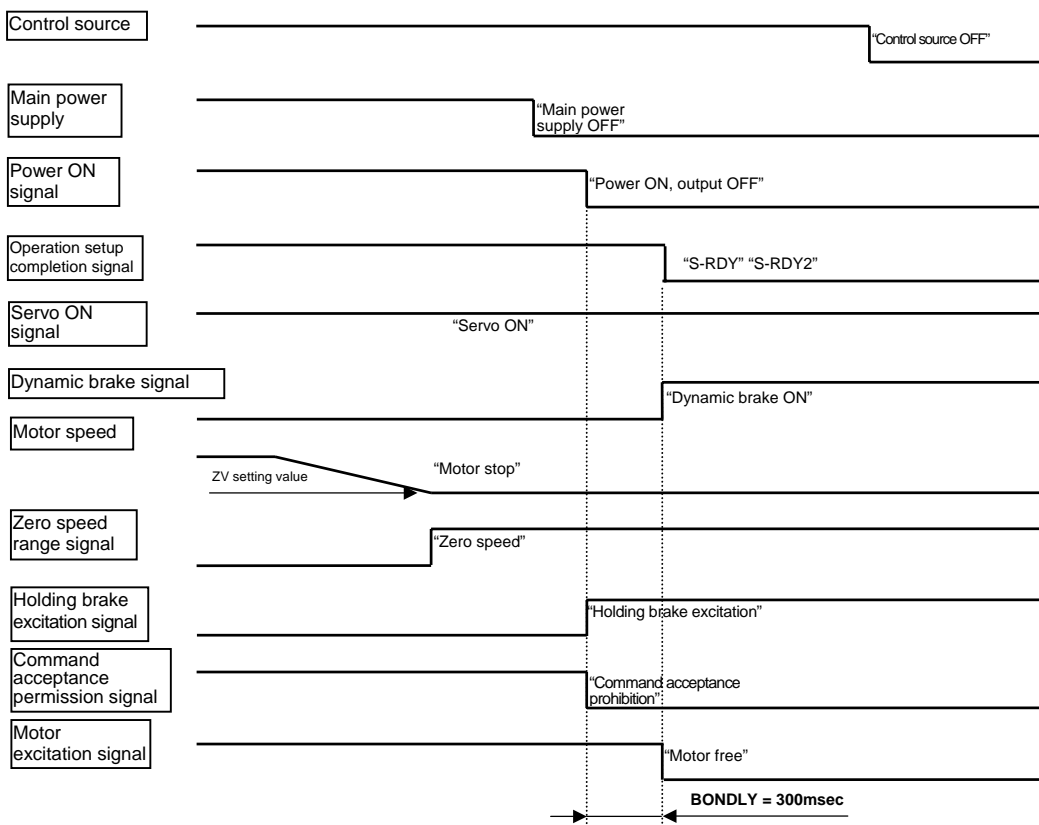 Control source
“Control source OFF”
Main power
supply
“Main power
supply OFF”
Power ON
signal
“Power ON, output OFF”
Operation setup
completion signal
“S-RDY” “S-RDY2”
Servo ON
signal
“Servo ON”
Dynamic brake signal
“Dynamic brake ON”
Motor speed
ZV setting value
“Motor stop”
Zero speed
range signal
“Zero speed”
Holding brake
excitation signal
“Holding brake excitation”
Command
acceptance
permission signal
“Command acceptance
prohibition”
Motor
excitation signal
“Motor free”
BONDLY = 300msec